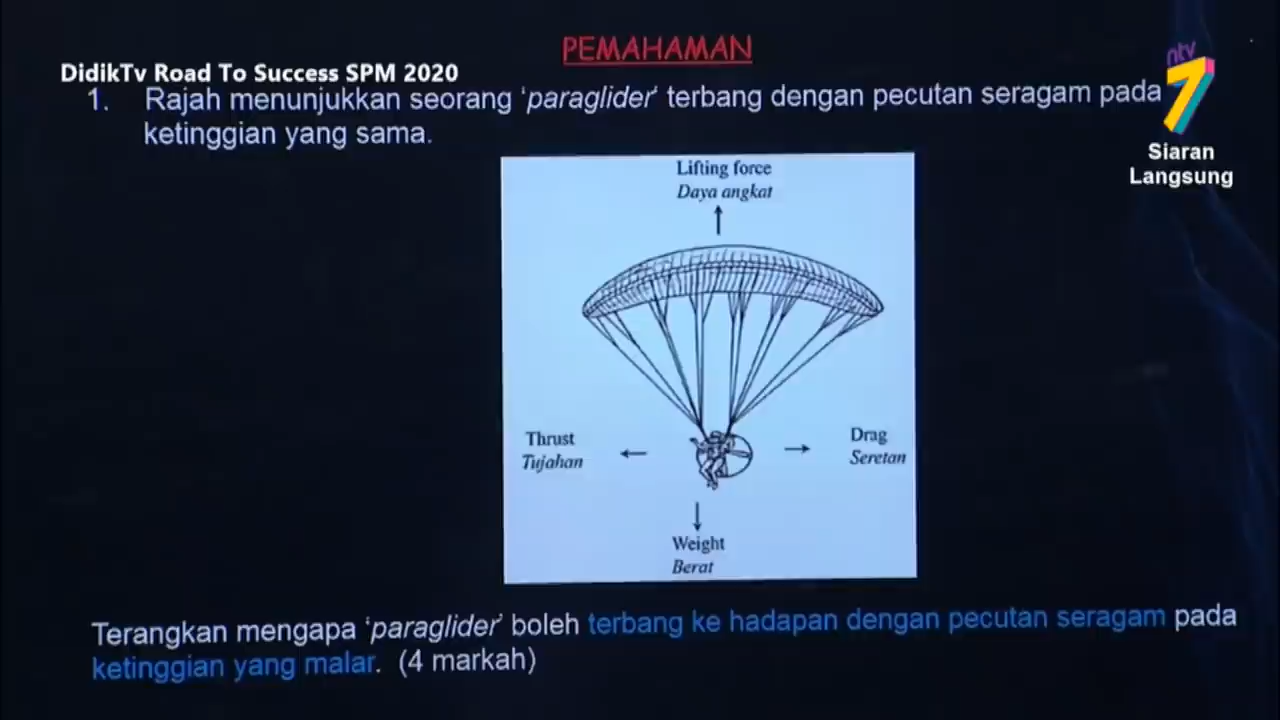 PEMAHAMAN
DidikTv Road To Success SPM 2020
ntv
7
1. Rajah menunjukkan seorang 'paraglider' terbang dengan pecutan seragam pada
ketinggian yang sama.
Siaran
Langsung
Lifting force
Daya angkat
Thrust
Tujahan
Drag
Seretan
Weight
Berat
Terangkan mengapa 'paraglider' boleh terbang ke hadapan dengan pecutan seragam pada
ketinggian yang malar. (4 markah)